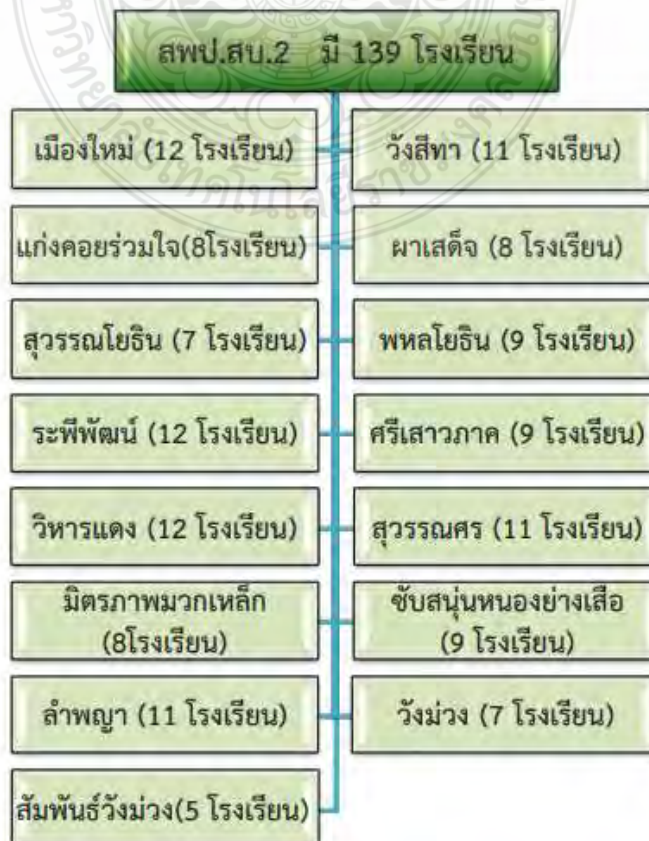 สพป.สบ.2 มี 139 โรงเรียน
เมืองใหม่ (12 โรงเรียน)
วังสีทา (11 โรงเรียน)
แก่งคอยร่วมใจ(8โรงเรียน)
ผาเสด็จ (8 โรงเรียน)
สุวรรณโยธิน (7 โรงเรียน)
พหลโยธิน (9 โรงเรียน)
ระพีพัฒน์ (12 โรงเรียน)
ศรีเสาวภาค (9 โรงเรียน)
วิหารแดง (12 โรงเรียน)
สุวรรณศร (11 โรงเรียน)
มิตรภาพมวกเหล็ก
(8โรงเรียน)
ซับสนุ่นหนองย่างเสือ
(9 โรงเรียน)
ลำพญา (11 โรงเรียน)
วังม่วง (7 โรงเรียน)
สัมพันธ์วังม่วง(5 โรงเรียน)